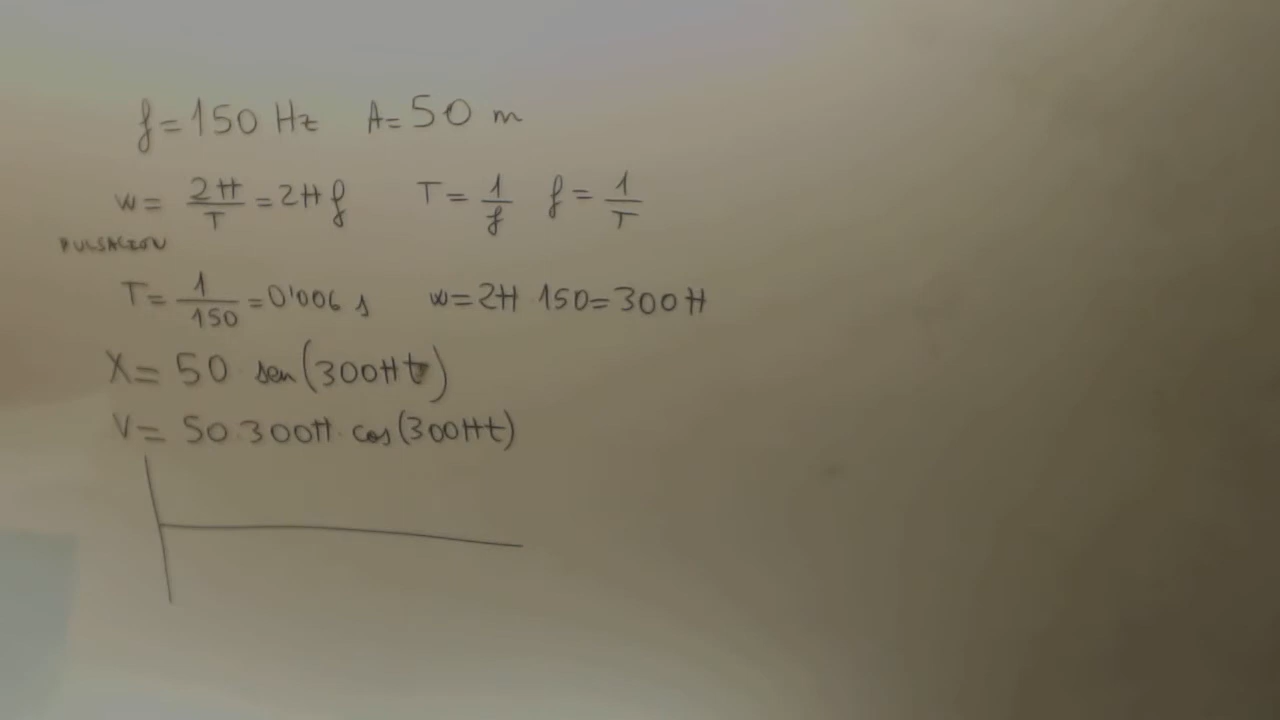 f = 150 Hz A = 50 m
w = 2π/T = 2πf T = 1/f f = 1/T
PULSACION
T = 1/150 = 0'006 s w = 2π · 150 = 300π
X = 50 · sen(300πt)
V = 50 · 300π · cos(300πt)